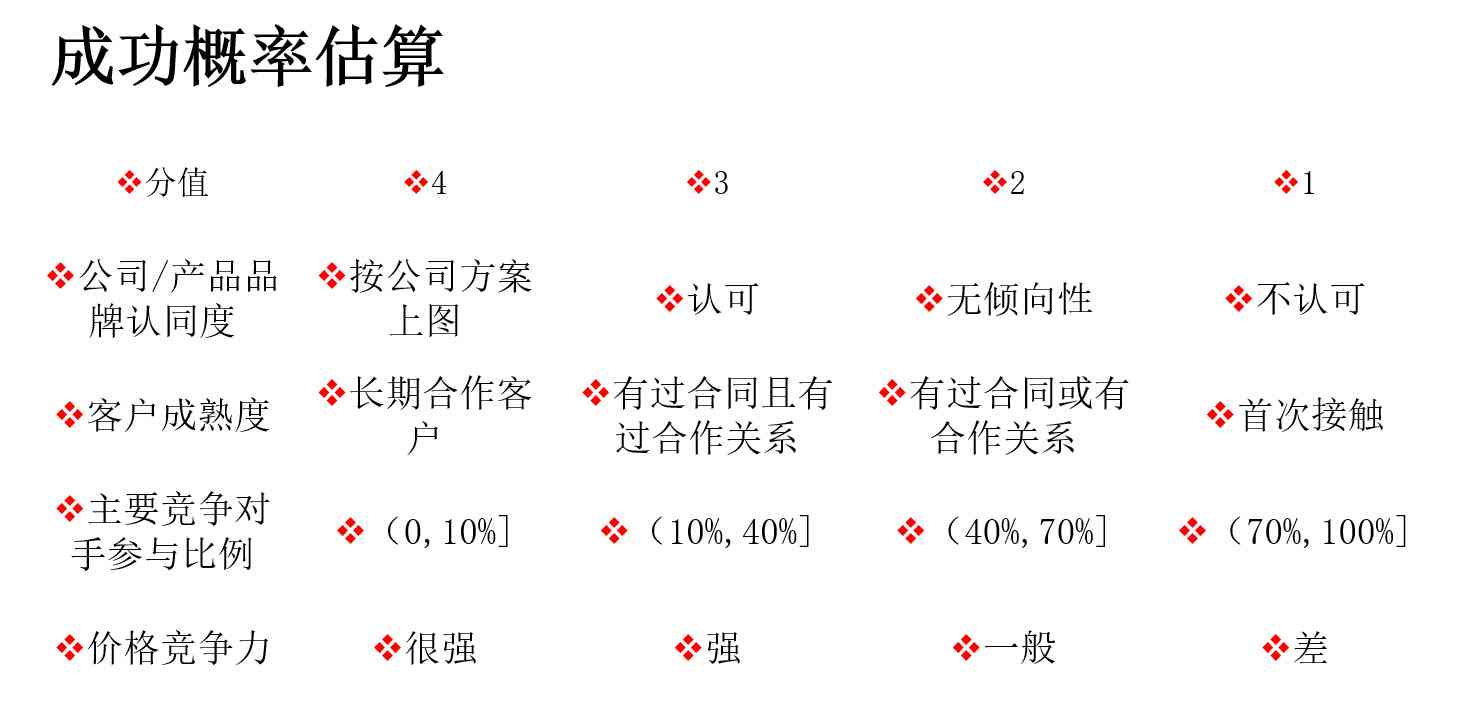 成功概率估算
❖分值 ❖4 ❖3 ❖2 ❖1
❖公司/产品品 ❖按公司方案
牌认同度 上图 ❖认可 ❖无倾向性 ❖不认可
❖长期合作客 ❖有过合同且有 ❖有过合同或有
❖客户成熟度 户 过合作关系 合作关系 ❖首次接触
❖主要竞争对
手参与比例 ❖（0,10%] ❖（10%,40%] ❖（40%,70%] ❖（70%,100%]
❖价格竞争力 ❖很强 ❖强 ❖一般 ❖差